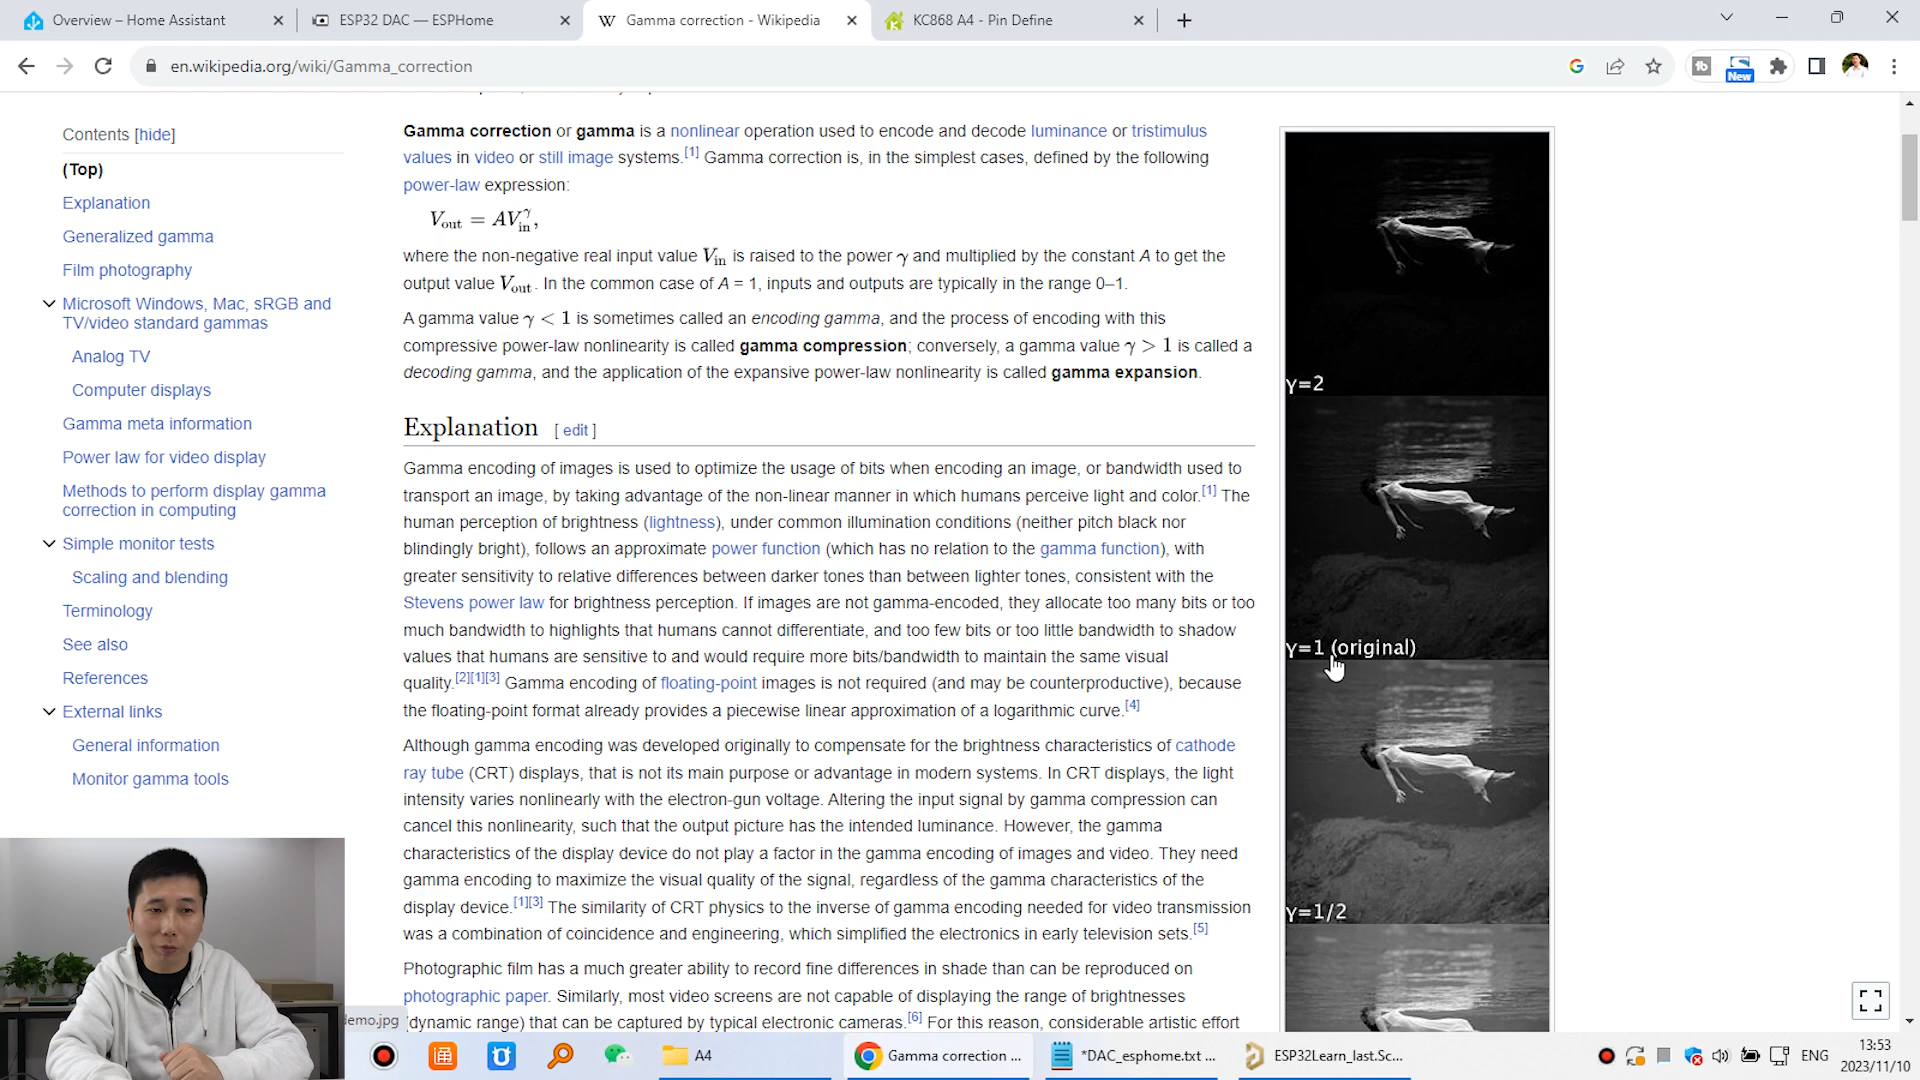 Overview – Home Assistant
ESP32 DAC — ESPHome
Gamma correction - Wikipedia
KC868 A4 - Pin Define
en.wikipedia.org/wiki/Gamma_correction
New
Contents [hide]
(Top)
Explanation
Generalized gamma
Film photography
Microsoft Windows, Mac, sRGB and
TV/video standard gammas
Analog TV
Computer displays
Gamma meta information
Power law for video display
Methods to perform display gamma
correction in computing
Simple monitor tests
Scaling and blending
Terminology
See also
References
External links
General information
Monitor gamma tools
Gamma correction or gamma is a nonlinear operation used to encode and decode luminance or tristimulus
values in video or still image systems.[1] Gamma correction is, in the simplest cases, defined by the following
power-law expression:
V_out = AV_in^γ,
where the non-negative real input value V_in is raised to the power γ and multiplied by the constant A to get the
output value V_out. In the common case of A = 1, inputs and outputs are typically in the range 0–1.
A gamma value γ < 1 is sometimes called an encoding gamma, and the process of encoding with this
compressive power-law nonlinearity is called gamma compression; conversely, a gamma value γ > 1 is called a
decoding gamma, and the application of the expansive power-law nonlinearity is called gamma expansion.
Explanation [ edit ]
Gamma encoding of images is used to optimize the usage of bits when encoding an image, or bandwidth used to
transport an image, by taking advantage of the non-linear manner in which humans perceive light and color.[1] The
human perception of brightness (lightness), under common illumination conditions (neither pitch black nor
blindingly bright), follows an approximate power function (which has no relation to the gamma function), with
greater sensitivity to relative differences between darker tones than between lighter tones, consistent with the
Stevens power law for brightness perception. If images are not gamma-encoded, they allocate too many bits or too
much bandwidth to highlights that humans cannot differentiate, and too few bits or too little bandwidth to shadow
values that humans are sensitive to and would require more bits/bandwidth to maintain the same visual
quality.[2][1][3] Gamma encoding of floating-point images is not required (and may be counterproductive), because
the floating-point format already provides a piecewise linear approximation of a logarithmic curve.[4]
Although gamma encoding was developed originally to compensate for the brightness characteristics of cathode
ray tube (CRT) displays, that is not its main purpose or advantage in modern systems. In CRT displays, the light
intensity varies nonlinearly with the electron-gun voltage. Altering the input signal by gamma compression can
cancel this nonlinearity, such that the output picture has the intended luminance. However, the gamma
characteristics of the display device do not play a factor in the gamma encoding of images and video. They need
gamma encoding to maximize the visual quality of the signal, regardless of the gamma characteristics of the
display device.[1][3] The similarity of CRT physics to the inverse of gamma encoding needed for video transmission
was a combination of coincidence and engineering, which simplified the electronics in early television sets.[5]
Photographic film has a much greater ability to record fine differences in shade than can be reproduced on
photographic paper. Similarly, most video screens are not capable of displaying the range of brightnesses
(dynamic range) that can be captured by typical electronic cameras.[6] For this reason, considerable artistic effort
γ=2
γ=1 (original)
γ=1/2
demo.jpg
A4
Gamma correction ...
*DAC_esphome.txt ...
ESP32Learn_last.Sc...
ENG
13:53
2023/11/10